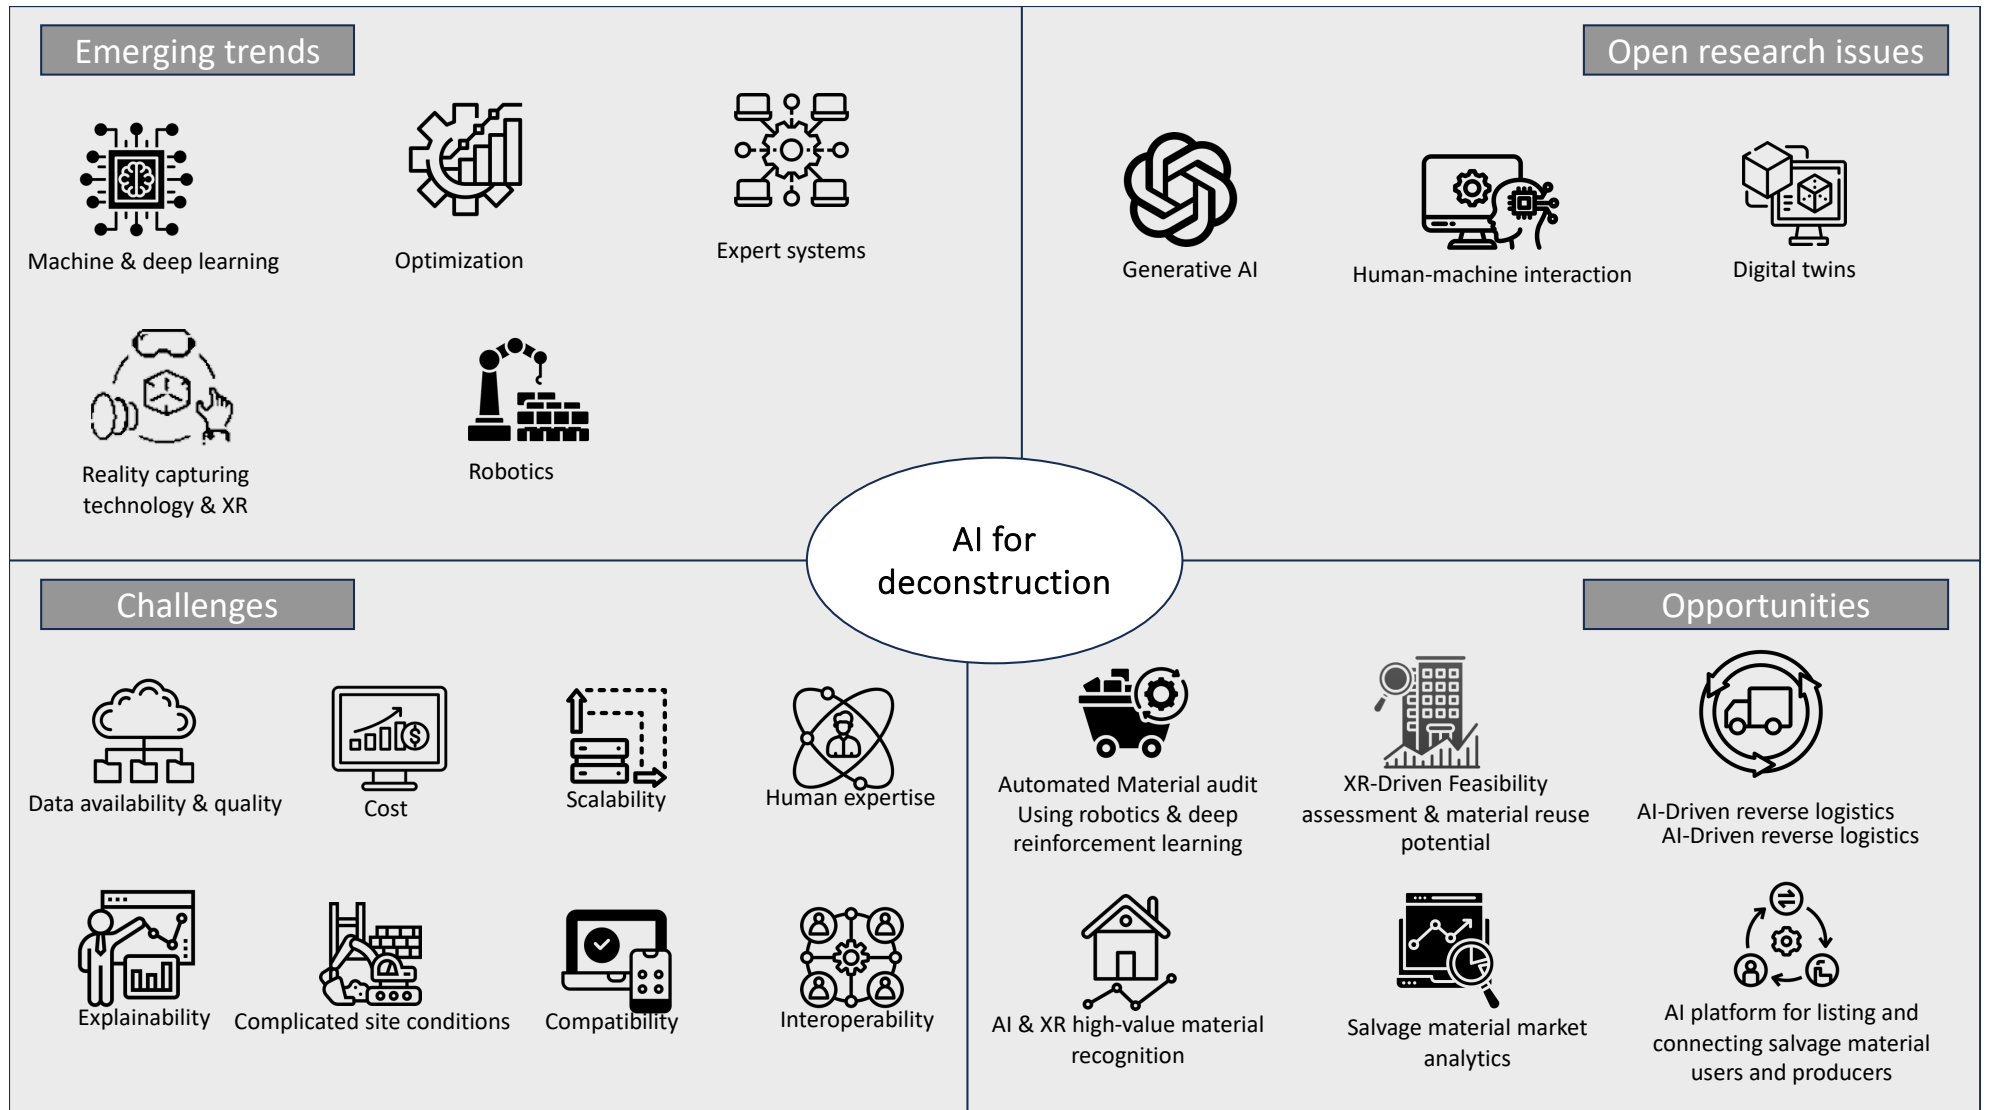 Emerging trends
Machine & deep learning
Optimization
Expert systems
Reality capturing
technology & XR
Robotics
Open research issues
Generative AI
Human-machine interaction
Digital twins
AI for
deconstruction
Challenges
Data availability & quality
Cost
Scalability
Human expertise
Explainability
Complicated site conditions
Compatibility
Interoperability
Opportunities
Automated Material audit
Using robotics & deep
reinforcement learning
XR-Driven Feasibility
assessment & material reuse
potential
AI-Driven reverse logistics
AI-Driven reverse logistics
AI & XR high-value material
recognition
Salvage material market
analytics
AI platform for listing and
connecting salvage material
users and producers